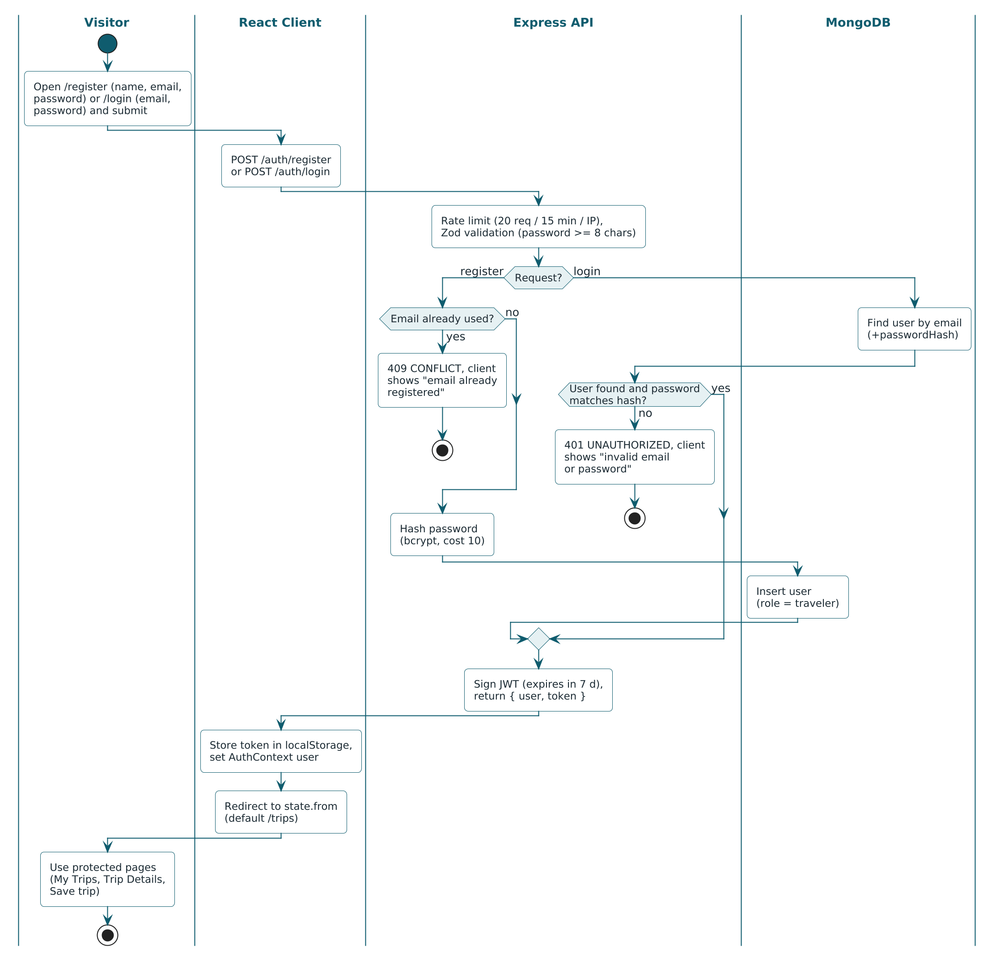 Visitor
React Client
Express API
MongoDB
Open /register (name, email,
password) or /login (email,
password) and submit
POST /auth/register
or POST /auth/login
Rate limit (20 req / 15 min / IP),
Zod validation (password >= 8 chars)
register
Request?
login
Email already used?
no
yes
409 CONFLICT, client
shows "email already
registered"
Find user by email
(+passwordHash)
User found and password
matches hash?
yes
no
401 UNAUTHORIZED, client
shows "invalid email
or password"
Hash password
(bcrypt, cost 10)
Insert user
(role = traveler)
Sign JWT (expires in 7 d),
return { user, token }
Store token in localStorage,
set AuthContext user
Redirect to state.from
(default /trips)
Use protected pages
(My Trips, Trip Details,
Save trip)